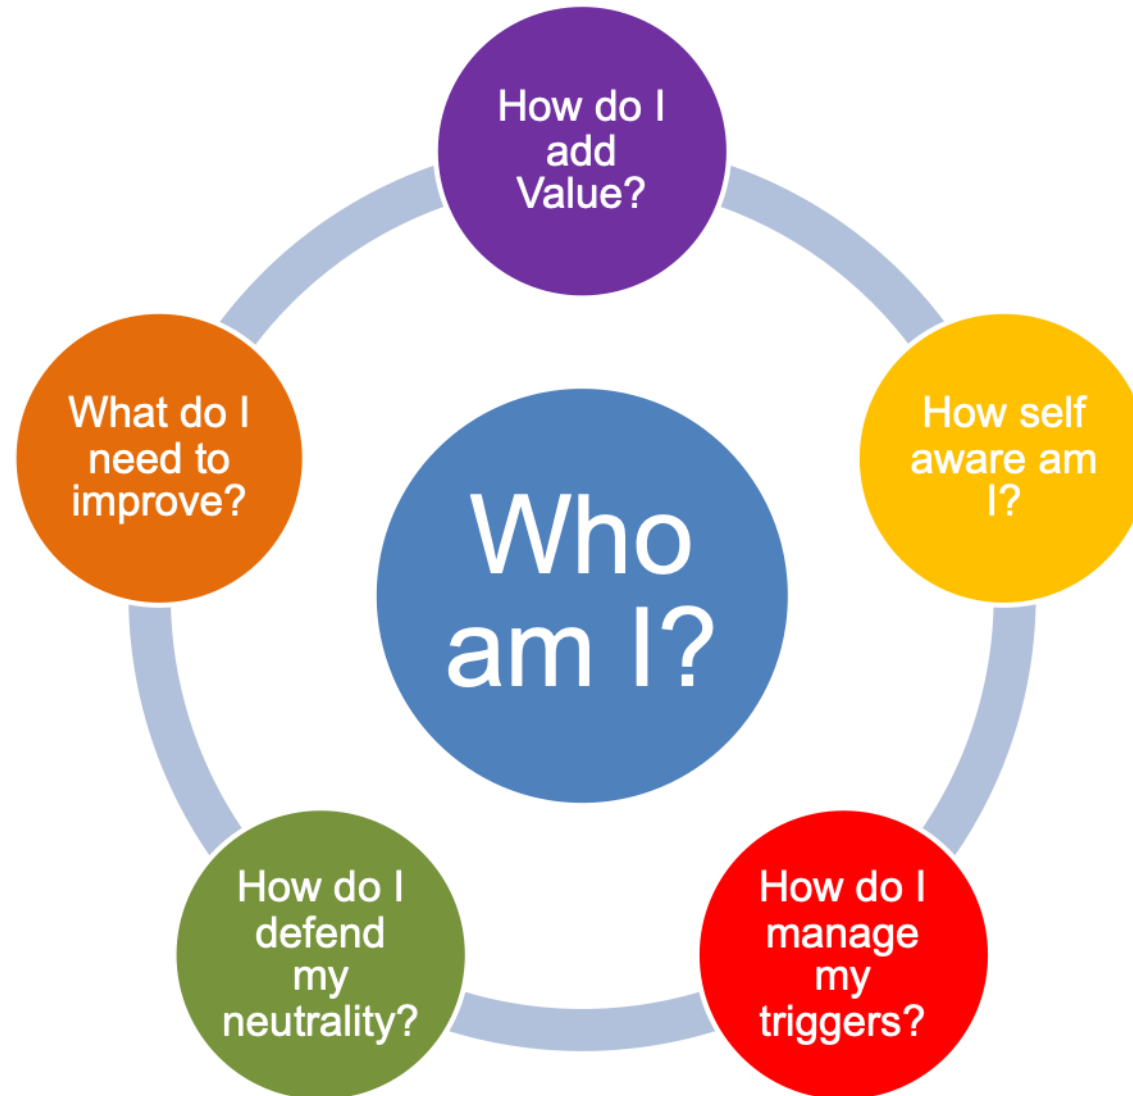 How do I
add
Value?
How self
aware am
I?
How do I
manage
my
triggers?
How do I
defend
my
neutrality?
What do I
need to
improve?
Who
am I?